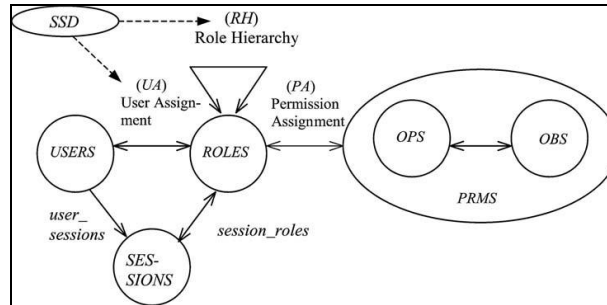 SSD
(RH)
Role Hierarchy
(UA)
User Assign-
ment
(PA)
Permission
Assignment
USERS
ROLES
OPS
OBS
PRMS
user_
sessions
session_roles
SES-
SIONS